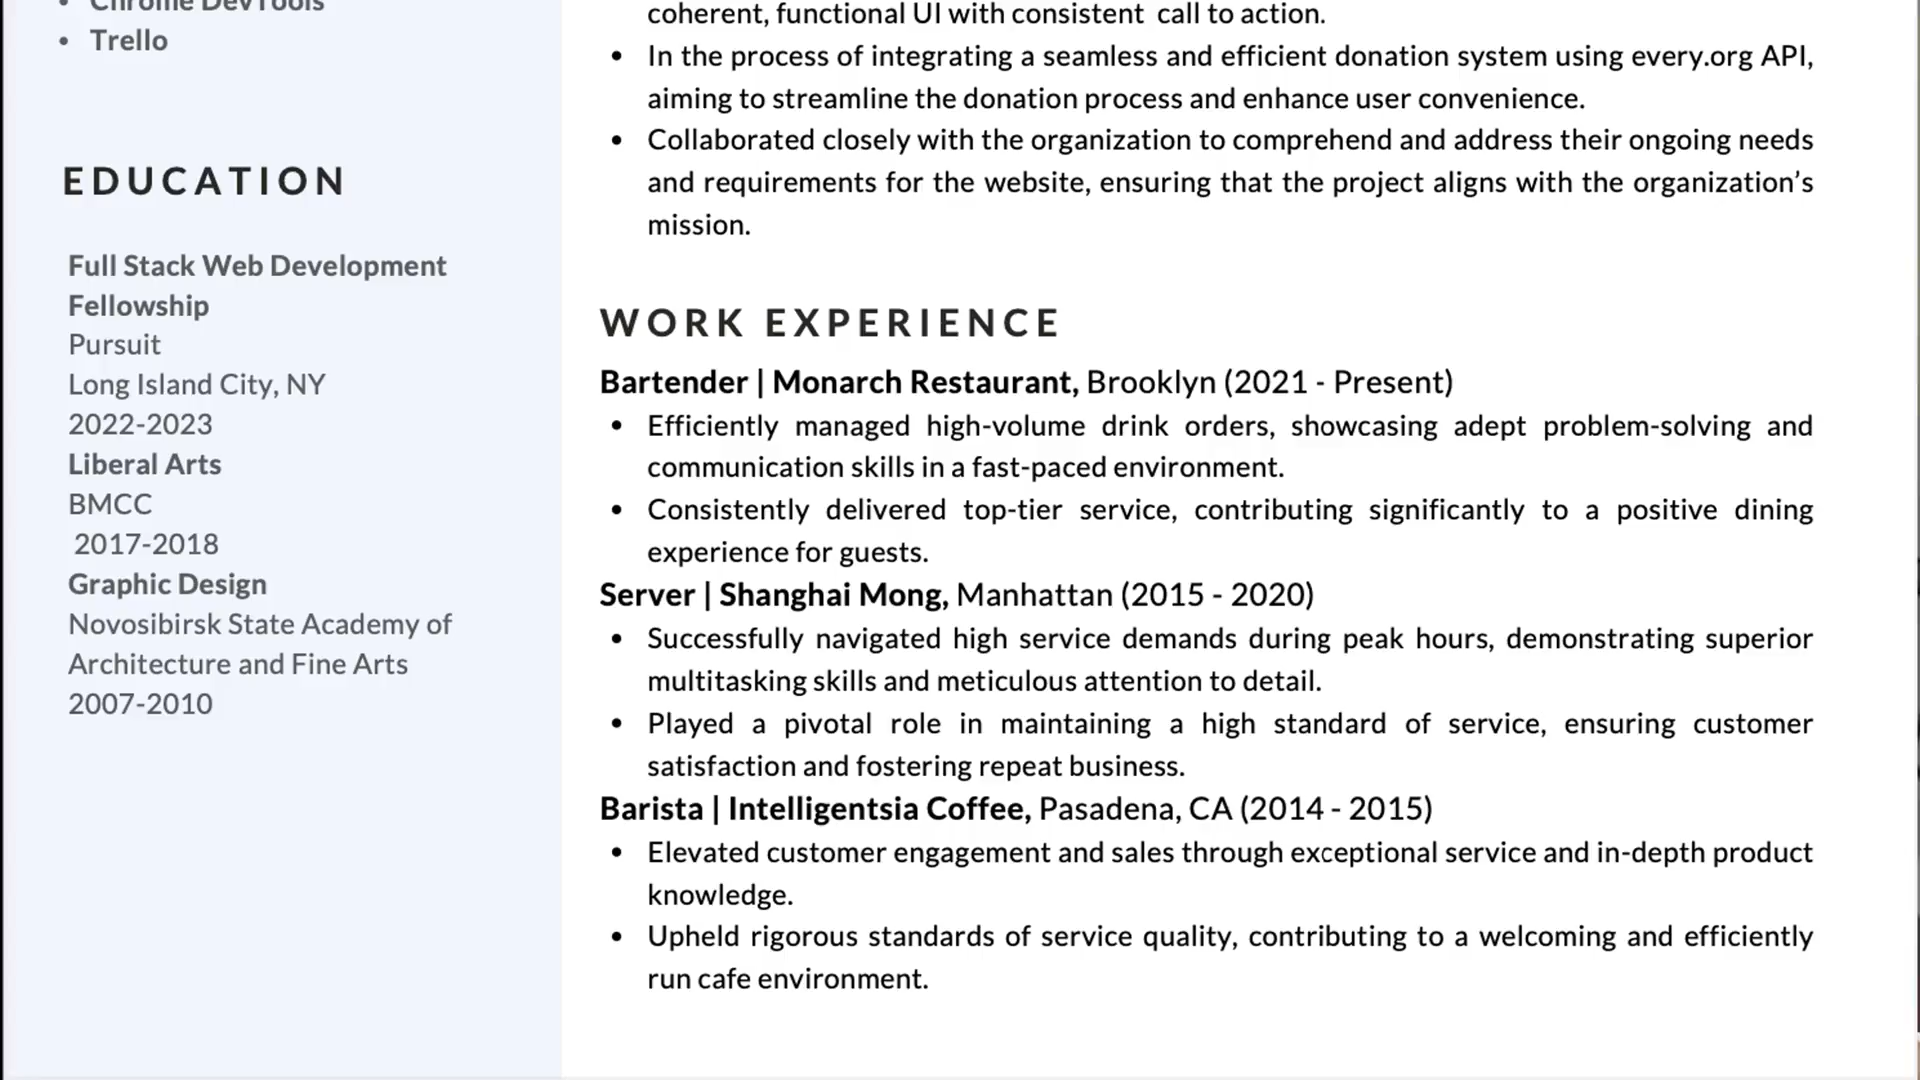 Chrome DevTools
• Trello
EDUCATION
Full Stack Web Development
Fellowship
Pursuit
Long Island City, NY
2022-2023
Liberal Arts
BMCC
2017-2018
Graphic Design
Novosibirsk State Academy of
Architecture and Fine Arts
2007-2010
coherent, functional UI with consistent call to action.
• In the process of integrating a seamless and efficient donation system using every.org API,
aiming to streamline the donation process and enhance user convenience.
• Collaborated closely with the organization to comprehend and address their ongoing needs
and requirements for the website, ensuring that the project aligns with the organization’s
mission.
WORK EXPERIENCE
Bartender | Monarch Restaurant, Brooklyn (2021 - Present)
• Efficiently managed high-volume drink orders, showcasing adept problem-solving and
communication skills in a fast-paced environment.
• Consistently delivered top-tier service, contributing significantly to a positive dining
experience for guests.
Server | Shanghai Mong, Manhattan (2015 - 2020)
• Successfully navigated high service demands during peak hours, demonstrating superior
multitasking skills and meticulous attention to detail.
• Played a pivotal role in maintaining a high standard of service, ensuring customer
satisfaction and fostering repeat business.
Barista | Intelligentsia Coffee, Pasadena, CA (2014 - 2015)
• Elevated customer engagement and sales through exceptional service and in-depth product
knowledge.
• Upheld rigorous standards of service quality, contributing to a welcoming and efficiently
run cafe environment.